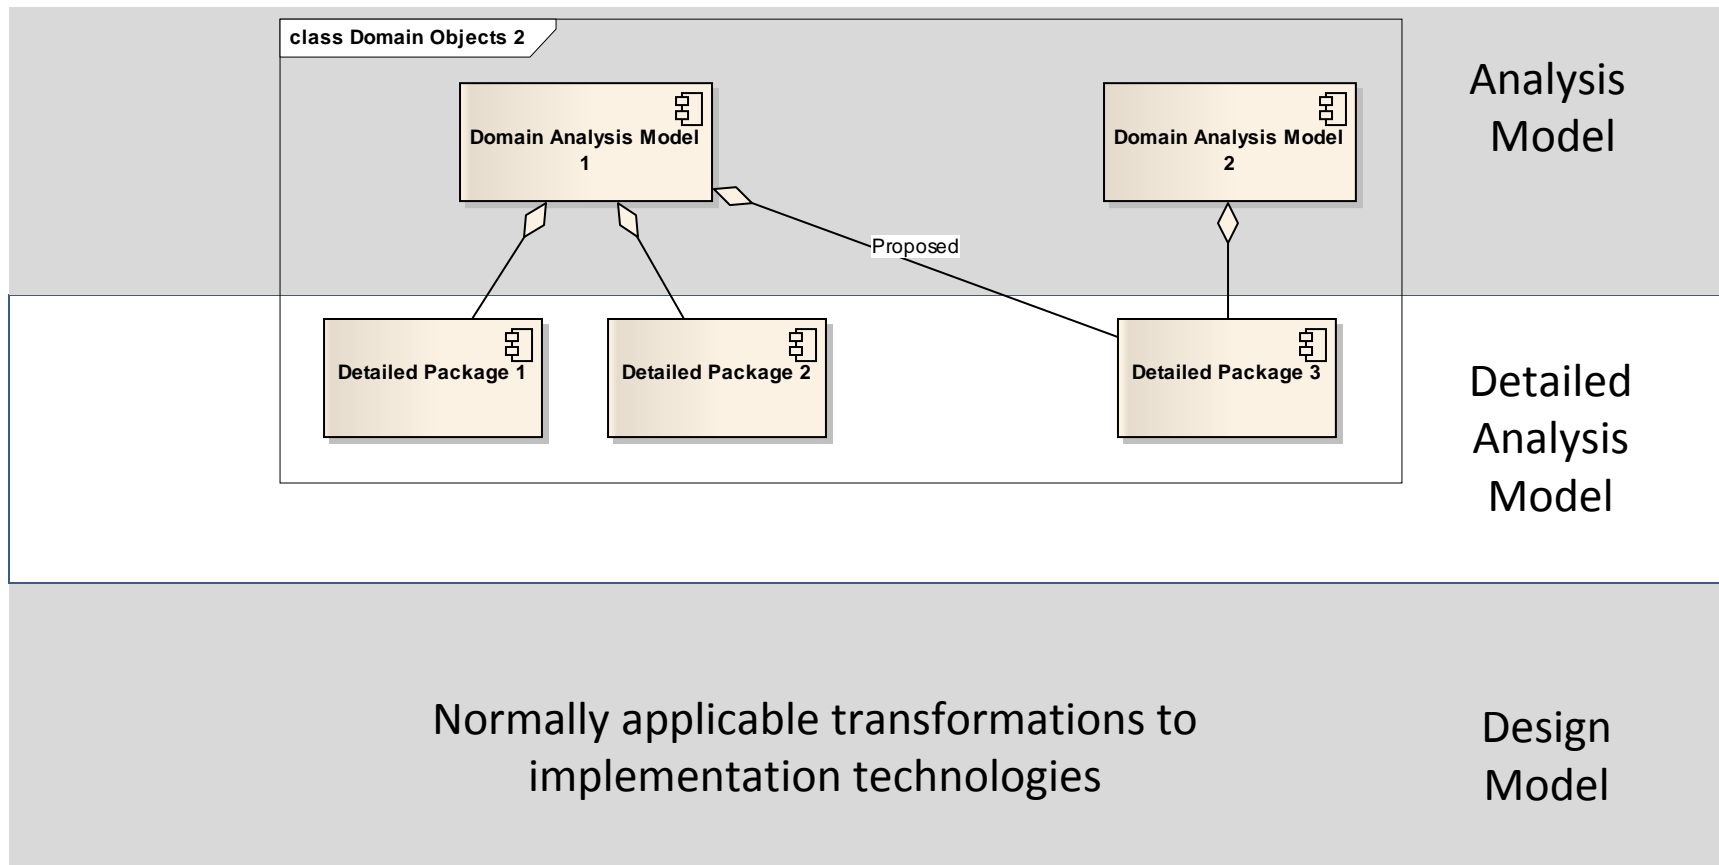 class Domain Objects 2
Domain Analysis Model
1
Domain Analysis Model
2
Analysis
Model
Proposed
Detailed Package 1
Detailed Package 2
Detailed Package 3
Detailed
Analysis
Model
Normally applicable transformations to
implementation technologies
Design
Model